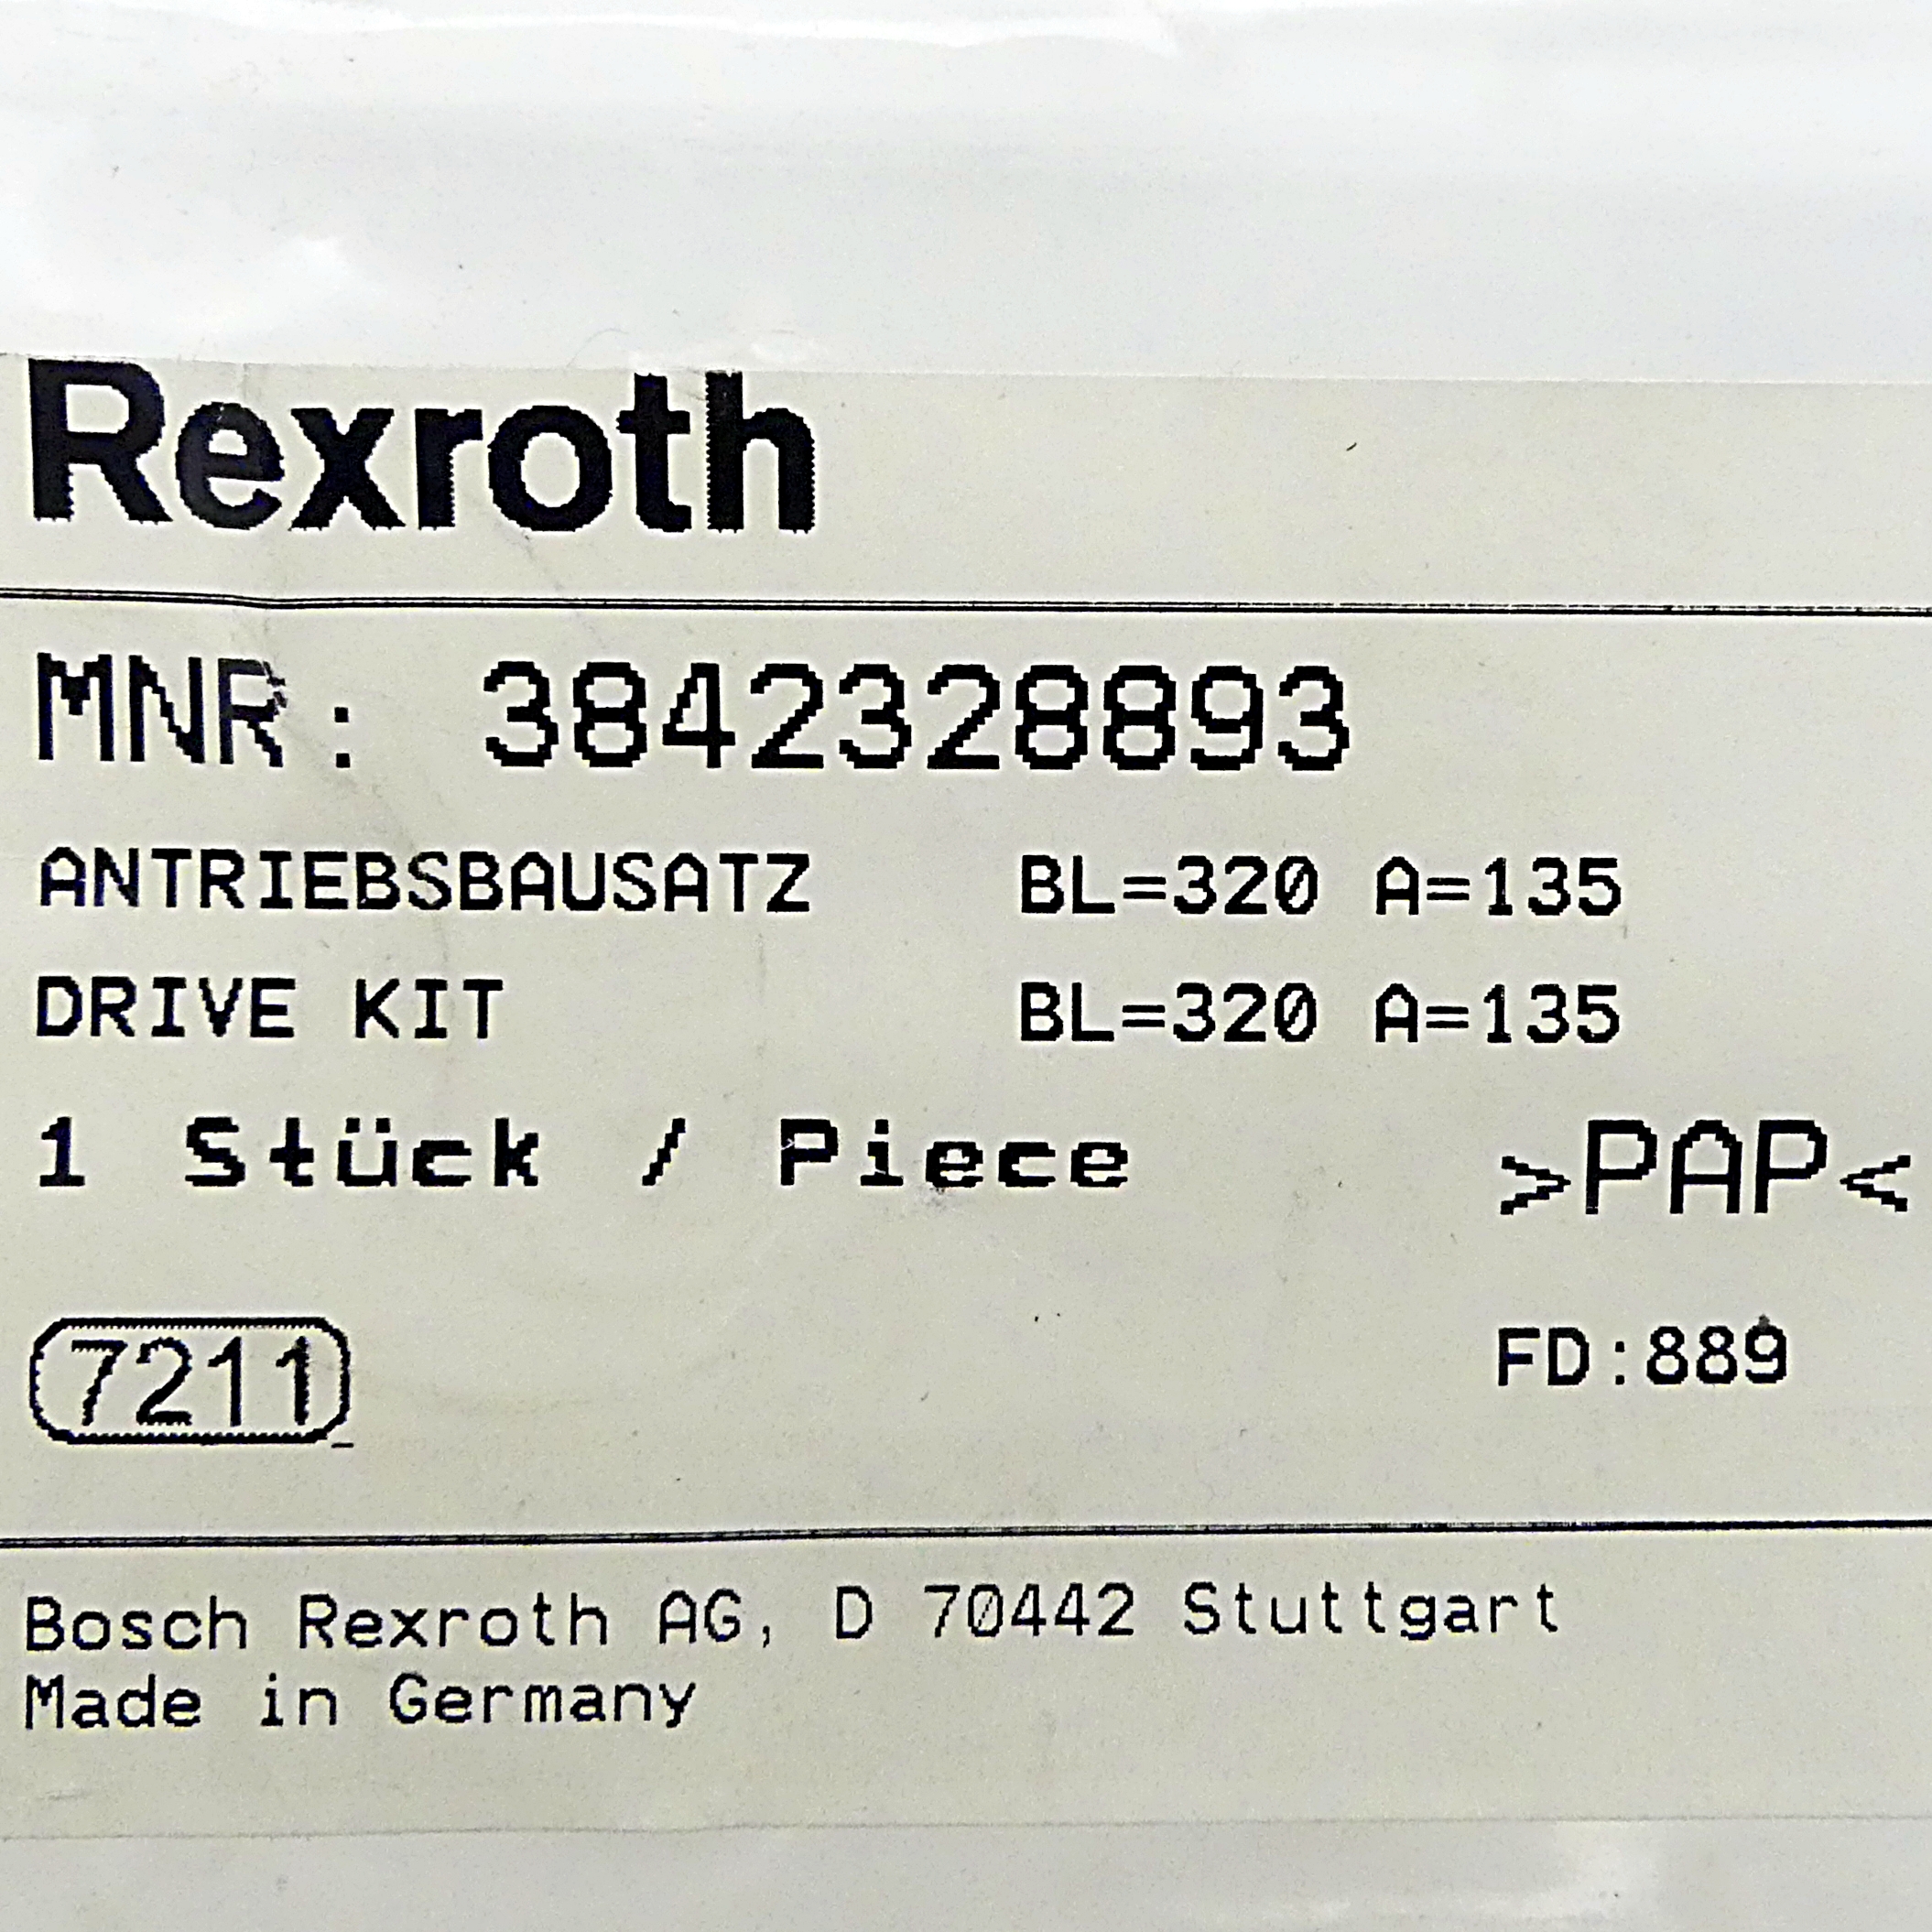 Rexroth
MNR: 3842328893
ANTRIEBSBAUSATZ BL=320 A=135
DRIVE KIT BL=320 A=135
1 Stück / Piece >PAP<
7211 FD:889
Bosch Rexroth AG, D 70442 Stuttgart
Made in Germany